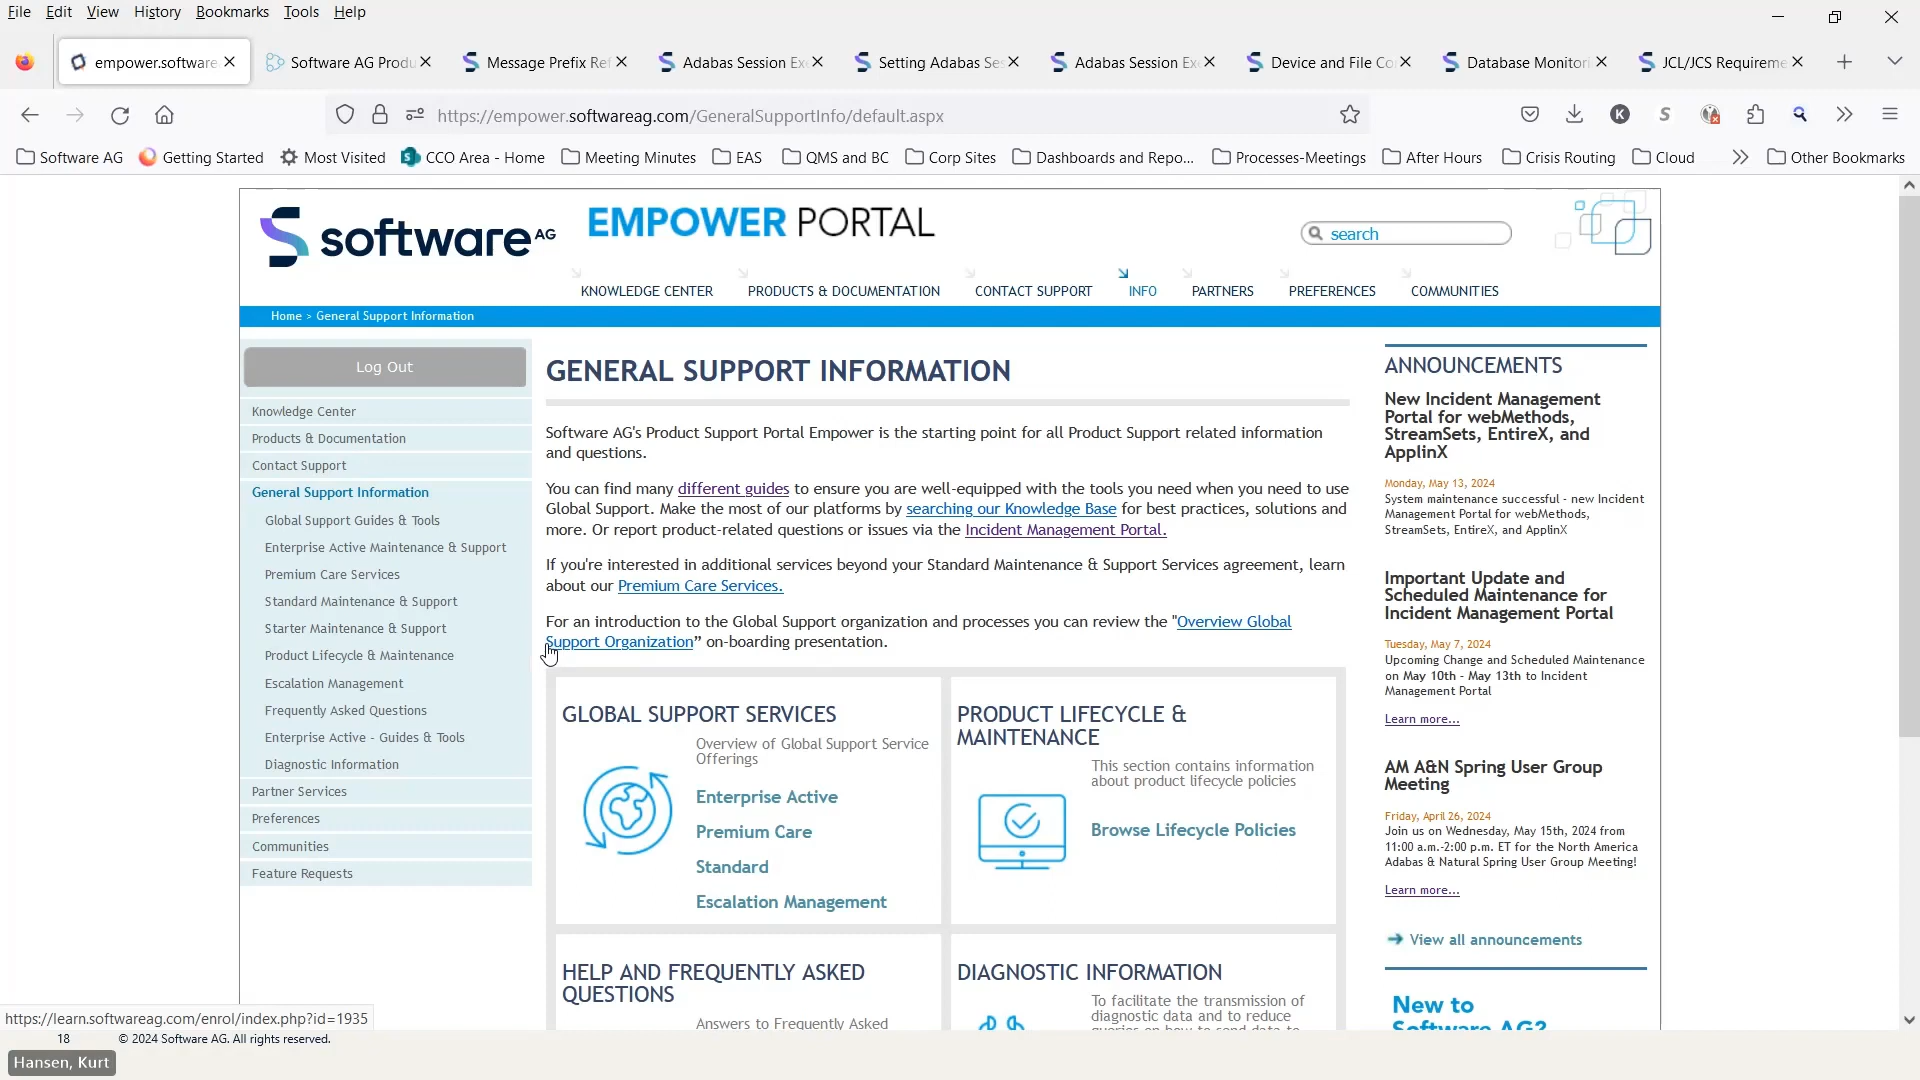 File Edit View History Bookmarks Tools Help
empower.software
Software AG Produ
Message Prefix Ref
Adabas Session Ex
Setting Adabas Ses
Adabas Session Ex
Device and File Co
Database Monitori
JCL/JCS Requireme
https://empower.softwareag.com/GeneralSupportInfo/default.aspx
K
S
Software AG
Getting Started
Most Visited
CCO Area - Home
Meeting Minutes
EAS
QMS and BC
Corp Sites
Dashboards and Repo...
Processes-Meetings
After Hours
Crisis Routing
Cloud
Other Bookmarks
software AG
EMPOWER PORTAL
search
KNOWLEDGE CENTER
PRODUCTS & DOCUMENTATION
CONTACT SUPPORT
INFO
PARTNERS
PREFERENCES
COMMUNITIES
Home > General Support Information
Log Out
Knowledge Center
Products & Documentation
Contact Support
General Support Information
Global Support Guides & Tools
Enterprise Active Maintenance & Support
Premium Care Services
Standard Maintenance & Support
Starter Maintenance & Support
Product Lifecycle & Maintenance
Escalation Management
Frequently Asked Questions
Enterprise Active - Guides & Tools
Diagnostic Information
Partner Services
Preferences
Communities
Feature Requests
GENERAL SUPPORT INFORMATION
Software AG's Product Support Portal Empower is the starting point for all Product Support related information
and questions.
You can find many different guides to ensure you are well-equipped with the tools you need when you need to use
Global Support. Make the most of our platforms by searching our Knowledge Base for best practices, solutions and
more. Or report product-related questions or issues via the Incident Management Portal.
If you're interested in additional services beyond your Standard Maintenance & Support Services agreement, learn
about our Premium Care Services.
For an introduction to the Global Support organization and processes you can review the "Overview Global
Support Organization” on-boarding presentation.
GLOBAL SUPPORT SERVICES
Overview of Global Support Service
Offerings
Enterprise Active
Premium Care
Standard
Escalation Management
PRODUCT LIFECYCLE &
MAINTENANCE
This section contains information
about product lifecycle policies
Browse Lifecycle Policies
HELP AND FREQUENTLY ASKED
QUESTIONS
Answers to Frequently Asked
DIAGNOSTIC INFORMATION
To facilitate the transmission of
diagnostic data and to reduce
queries on how to send data to
ANNOUNCEMENTS
New Incident Management
Portal for webMethods,
StreamSets, EntireX, and
ApplinX
Monday, May 13, 2024
System maintenance successful - new Incident
Management Portal for webMethods,
StreamSets, EntireX, and ApplinX
Important Update and
Scheduled Maintenance for
Incident Management Portal
Tuesday, May 7, 2024
Upcoming Change and Scheduled Maintenance
on May 10th - May 13th to Incident
Management Portal
Learn more...
AM A&N Spring User Group
Meeting
Friday, April 26, 2024
Join us on Wednesday, May 15th, 2024 from
11:00 a.m.-2:00 p.m. ET for the North America
Adabas & Natural Spring User Group Meeting!
Learn more...
View all announcements
New to
Software AG?
https://learn.softwareag.com/enrol/index.php?id=1935
18 © 2024 Software AG. All rights reserved.
Hansen, Kurt